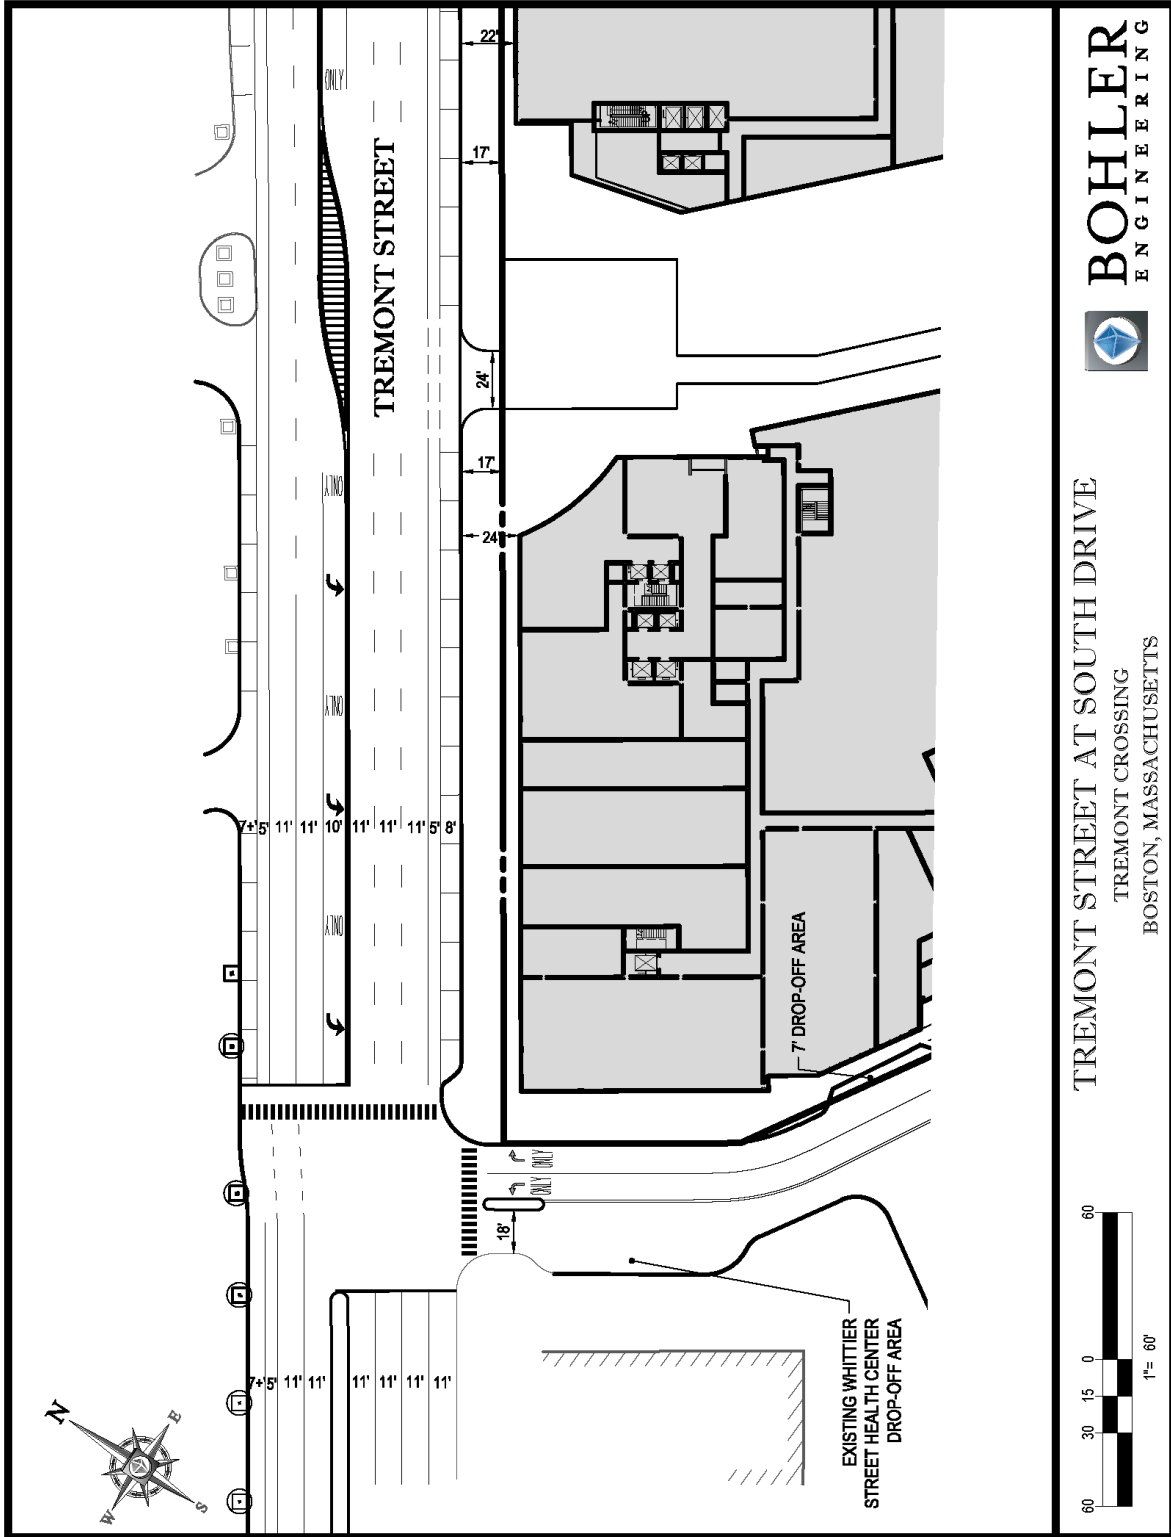 22'
ONLY
17'
TREMONT STREET
24'
17'
ONLY
24'
ONLY
7+' 5' 11' 11' 10' 11' 11' 11' 5' 8'
ONLY
7' DROP-OFF AREA
ONLY
ONLY
18'
EXISTING WHITTIER
STREET HEALTH CENTER
DROP-OFF AREA
7+' 5' 11' 11' 11' 11' 11' 11'
N
E
W
S
BOHLER
ENGINEERING
TREMONT STREET AT SOUTH DRIVE
TREMONT CROSSING
BOSTON, MASSACHUSETTS
60 30 15 0 60
1"= 60'